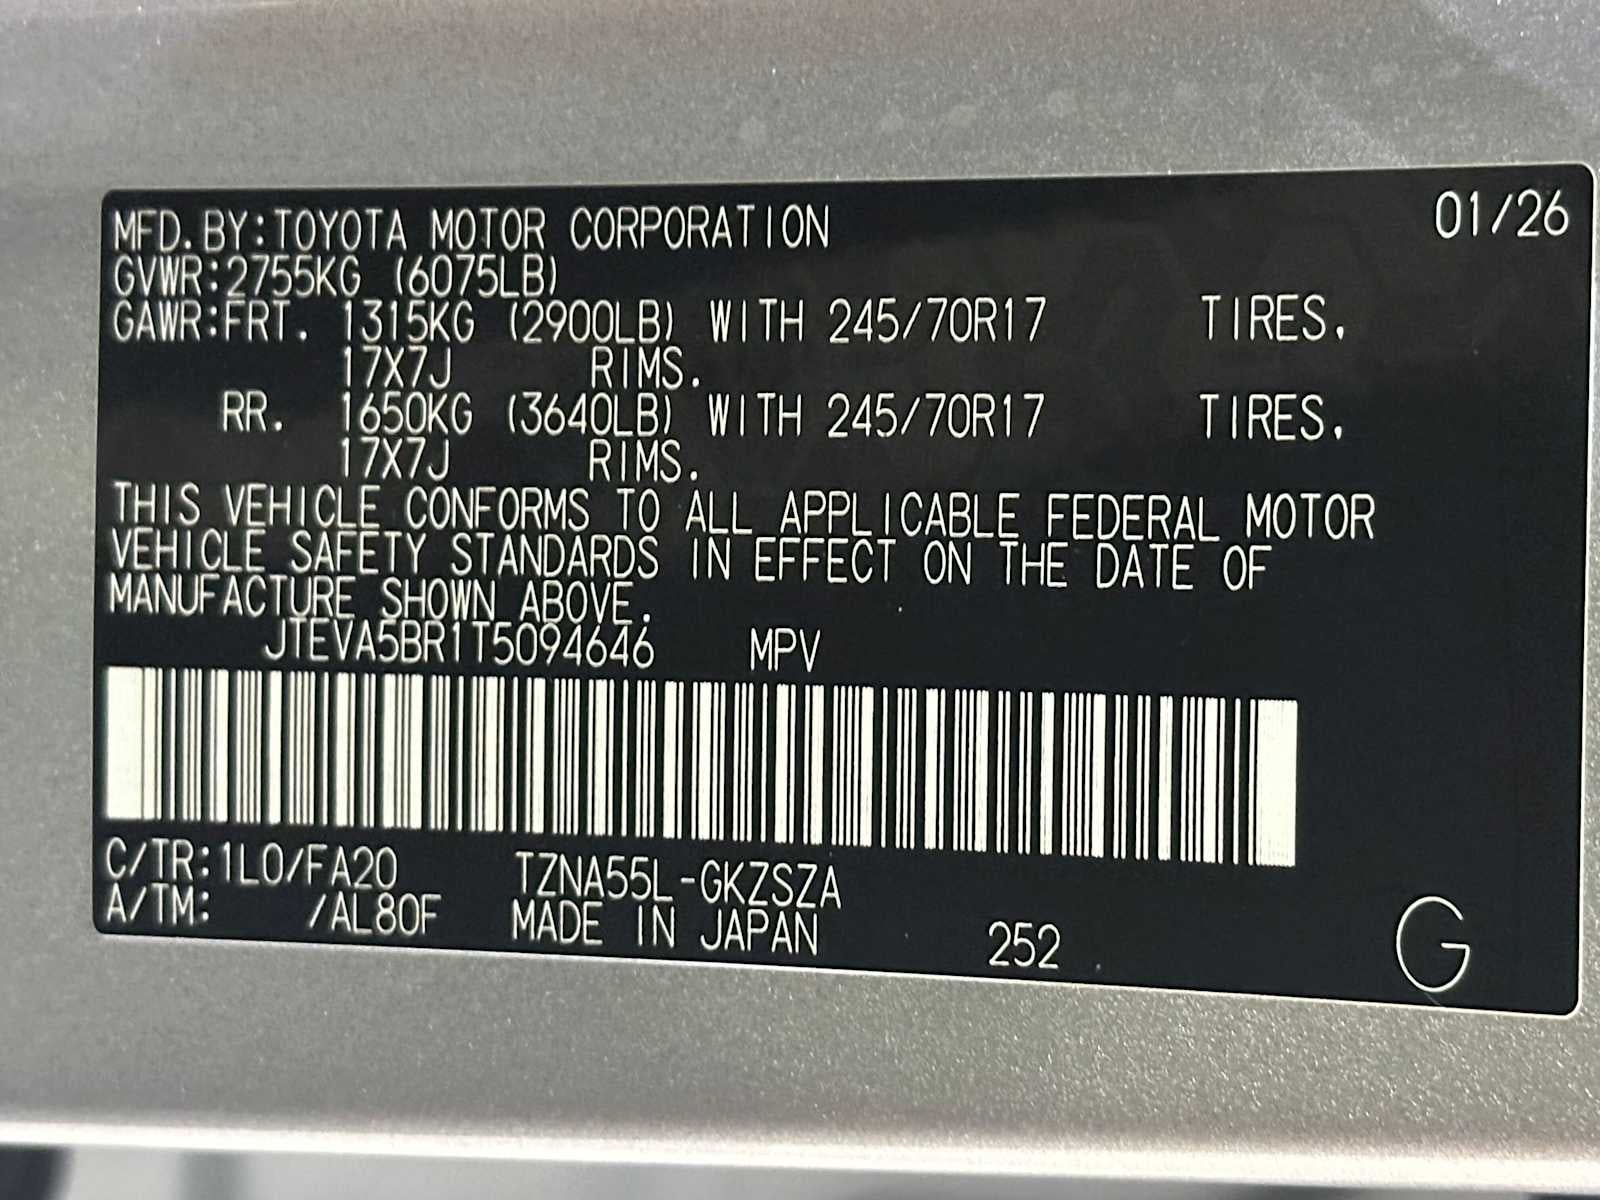 01/26
MFD.BY:TOYOTA MOTOR CORPORATION
GVWR:2755KG (6075LB)
GAWR:FRT. 1315KG (2900LB) WITH 245/70R17 TIRES.
17X7J RIMS.
RR. 1650KG (3640LB) WITH 245/70R17 TIRES.
17X7J RIMS.
THIS VEHICLE CONFORMS TO ALL APPLICABLE FEDERAL MOTOR
VEHICLE SAFETY STANDARDS IN EFFECT ON THE DATE OF
MANUFACTURE SHOWN ABOVE.
JTEVA5BR1T5094646 MPV
C/TR:1L0/FA20 TZNA55L-GKZSZA
A/TM: /AL80F MADE IN JAPAN 252 G